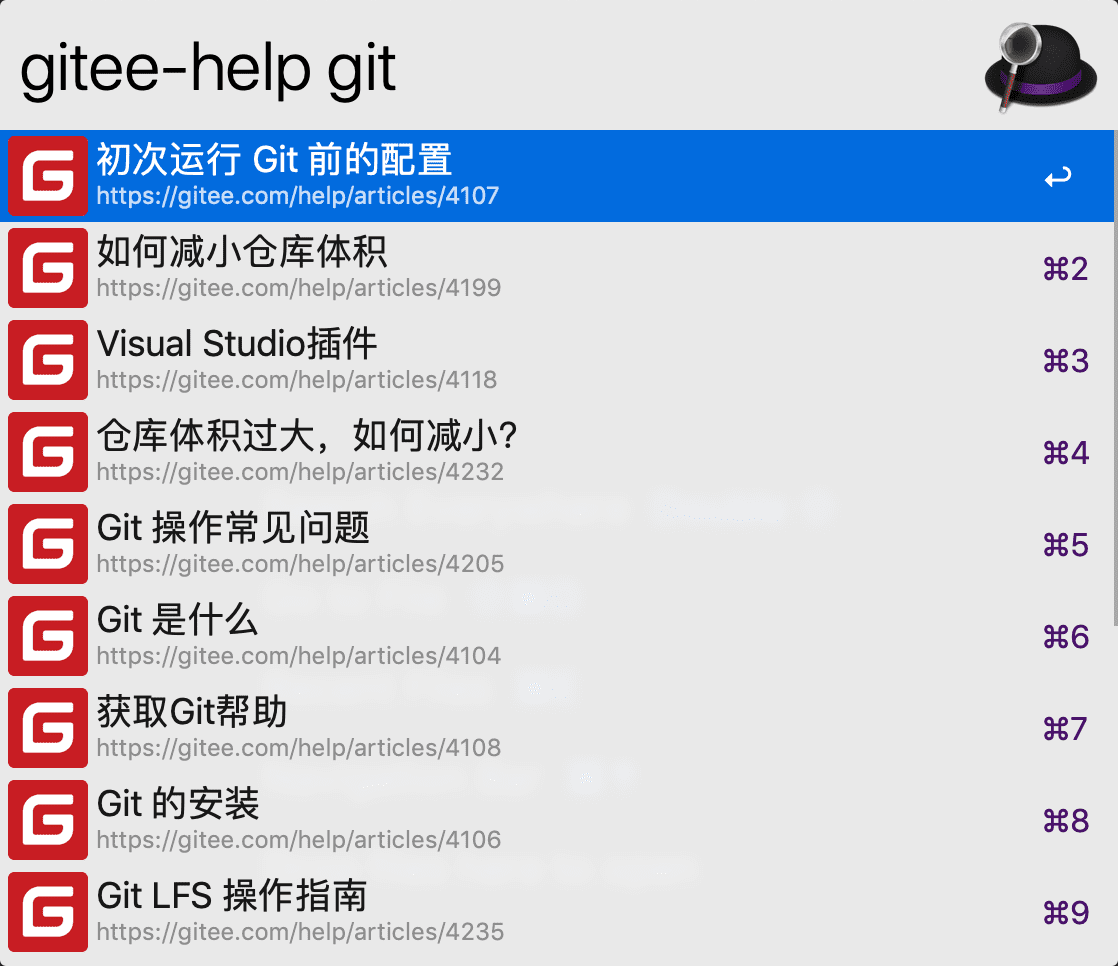 gitee-help git
初次运行 Git 前的配置
https://gitee.com/help/articles/4107
↩
如何减小仓库体积
https://gitee.com/help/articles/4199
⌘2
Visual Studio插件
https://gitee.com/help/articles/4118
⌘3
仓库体积过大，如何减小?
https://gitee.com/help/articles/4232
⌘4
Git 操作常见问题
https://gitee.com/help/articles/4205
⌘5
Git 是什么
https://gitee.com/help/articles/4104
⌘6
获取Git帮助
https://gitee.com/help/articles/4108
⌘7
Git 的安装
https://gitee.com/help/articles/4106
⌘8
Git LFS 操作指南
https://gitee.com/help/articles/4235
⌘9